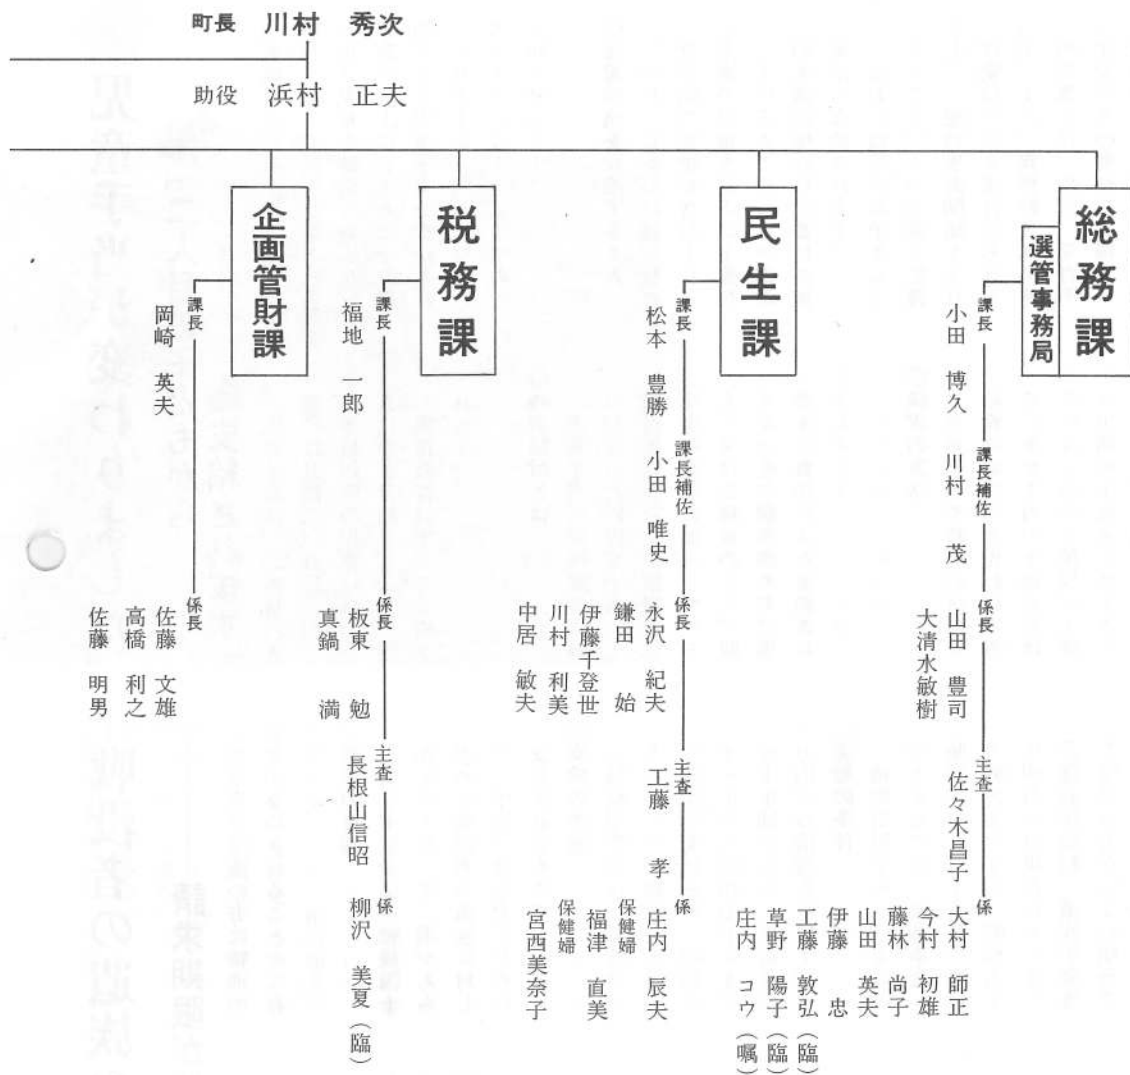 町長 川村 秀次
助役 浜村 正夫
総務課
選管事務局
課長
小田 博久
課長補佐
川村 茂
係長
山田 豊司
大清水敏樹
主査
佐々木昌子
係
大村 師正
今村 初雄
藤林 尚子
山田 英夫
伊藤 忠
工藤 敦弘(臨)
草野 陽子(臨)
庄内 コウ(嘱)
民生課
課長
松本 豊勝
課長補佐
小田 唯史
係長
永沢 紀夫
鎌田 始
伊藤千登世
川村 利美
中居 敏夫
主査
工藤 孝
係
庄内 辰夫
保健婦
福津 直美
保健婦
宮西美奈子
税務課
課長
福地 一郎
係長
板東 勉
真鍋 満
主査
長根山信昭
係
柳沢 美夏(臨)
企画管財課
課長
岡崎 英夫
係長
佐藤 文雄
高橋 利之
佐藤 明男